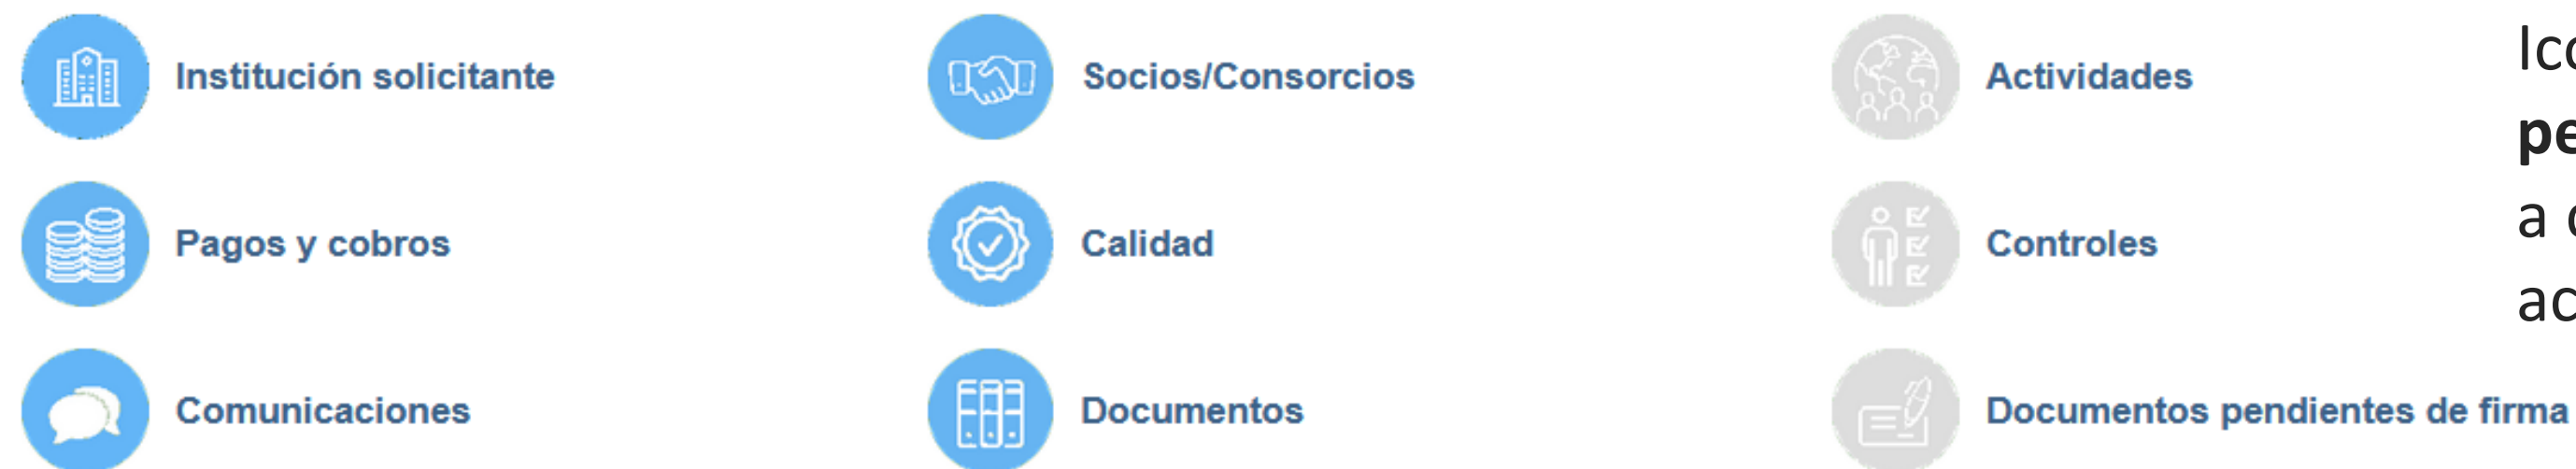 Institución solicitante
Socios/Consorcios
Actividades
Pagos y cobros
Calidad
Controles
Comunicaciones
Documentos
Documentos pendientes de firma
a